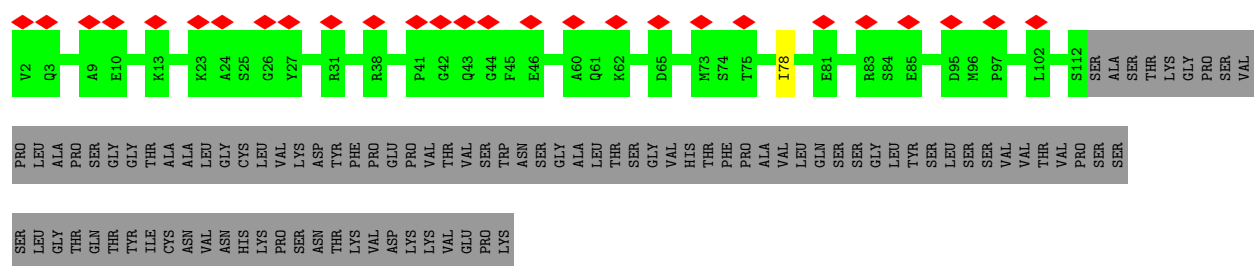 V2 Q3 A9 E10 K13 K23 A24 S25 G26 Y27 R31 R38 P41 G42 Q43 G44 F45 E46 A60 Q61 K62 D65 M73 S74 T75 I78 E81 R83 S84 E85 D95 M96 P97 L102 S112 SER ALA SER THR LYS GLY PRO SER VAL
PRO LEU ALA PRO SER GLY GLY THR ALA ALA LEU GLY CYS LEU VAL LYS ASP TYR PHE PRO GLU PRO VAL THR VAL SER TRP ASN SER GLY ALA LEU THR SER GLY VAL HIS THR PHE PRO ALA VAL LEU GLN SER SER GLY LEU TYR SER LEU SER SER VAL VAL THR VAL PRO SER SER
SER LEU GLY THR GLN THR TYR ILE CYS ASN VAL ASN HIS LYS PRO SER ASN THR LYS VAL ASP LYS LYS VAL GLU PRO LYS